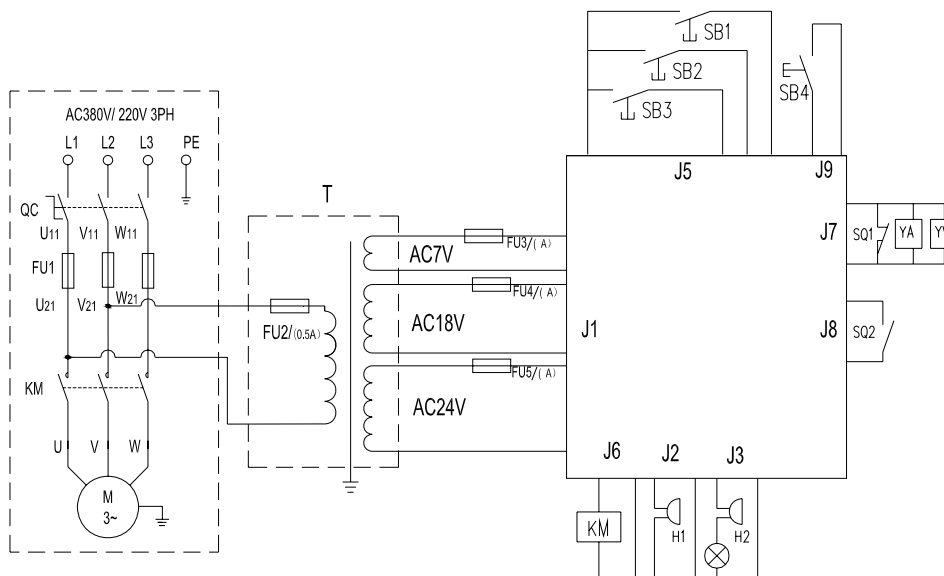 SB1
SB2
SB3
SB4
AC380V/ 220V 3PH
L1 L2 L3 PE
QC
U11 V11 W11
FU1
U21 V21 W21
KM
U V W
M
3~
T
FU2/(0.5A)
FU3/( A)
AC7V
FU4/( A)
AC18V
FU5/( A)
AC24V
J5 J9
J7
J1 J8
J6 J2 J3
SQ1 YA YV
SQ2
KM H1 H2